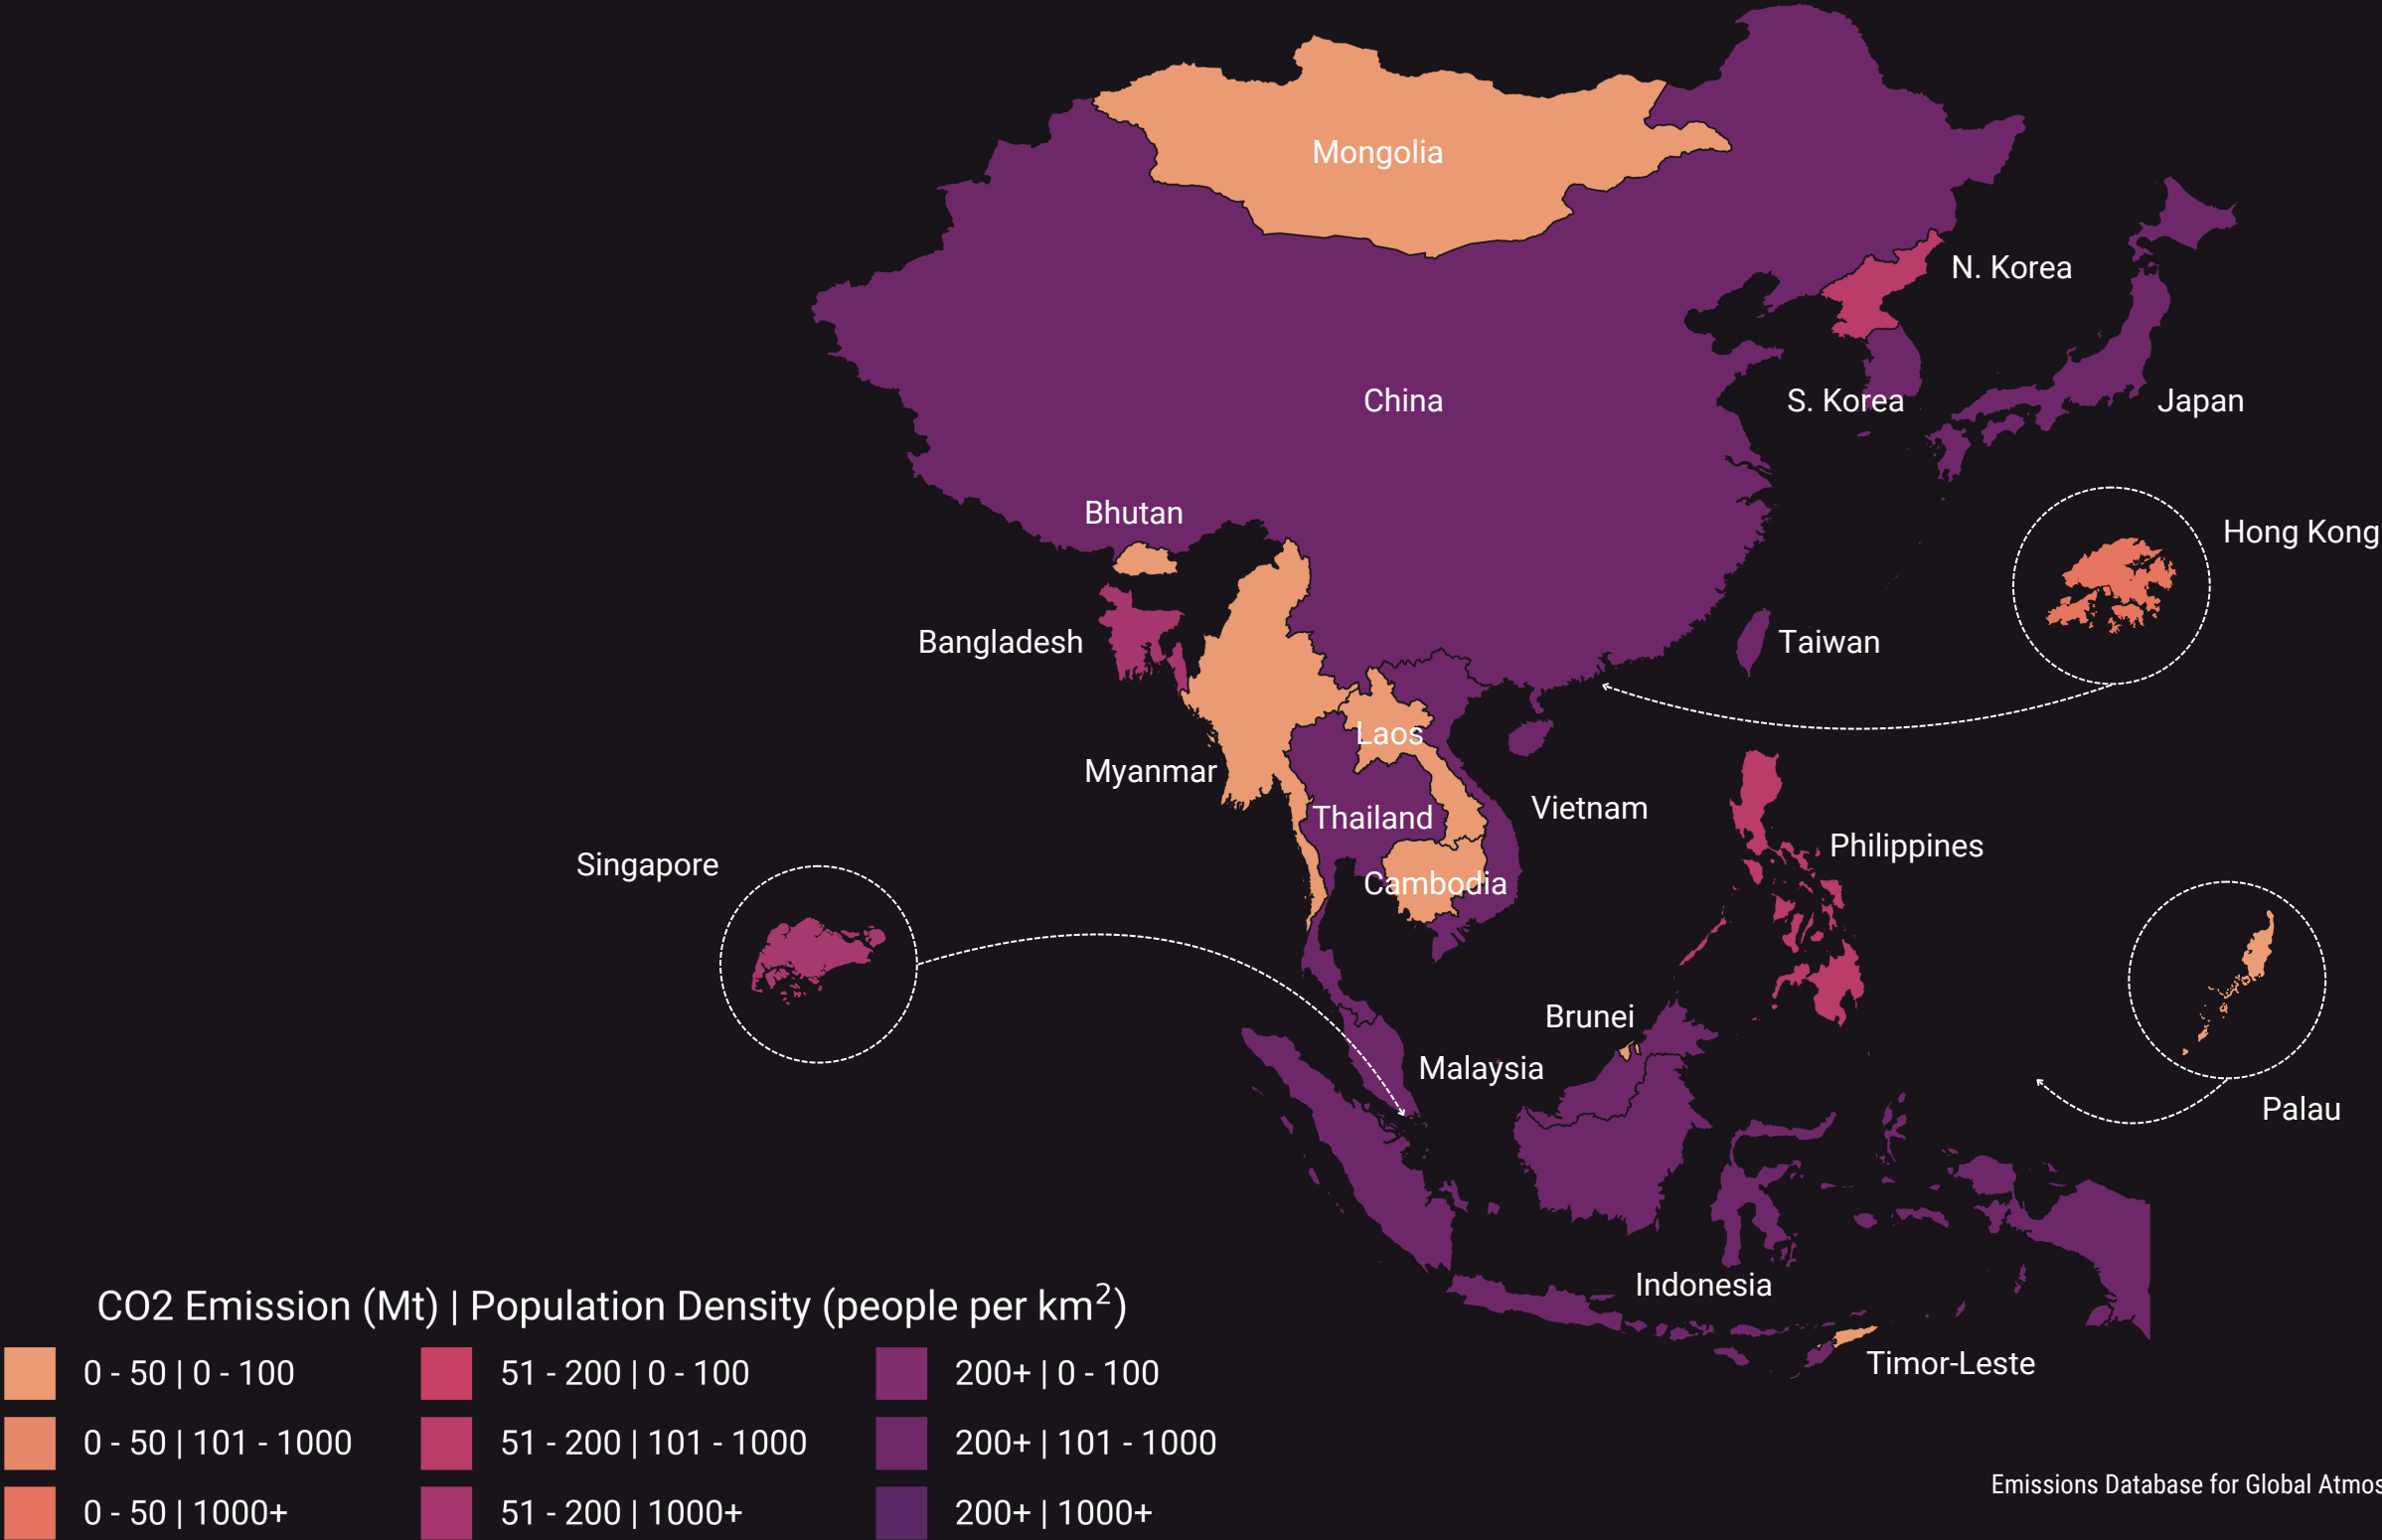 Mongolia
N. Korea
China
S. Korea
Japan
Bhutan
Hong Kong
Bangladesh
Taiwan
Laos
Myanmar
Vietnam
Thailand
Philippines
Singapore
Cambodia
Brunei
Malaysia
Palau
Indonesia
Timor-Leste
CO2 Emission (Mt) | Population Density (people per km²)
0 - 50 | 0 - 100
51 - 200 | 0 - 100
200+ | 0 - 100
0 - 50 | 101 - 1000
51 - 200 | 101 - 1000
200+ | 101 - 1000
0 - 50 | 1000+
51 - 200 | 1000+
200+ | 1000+
Emissions Database for Global Atmos